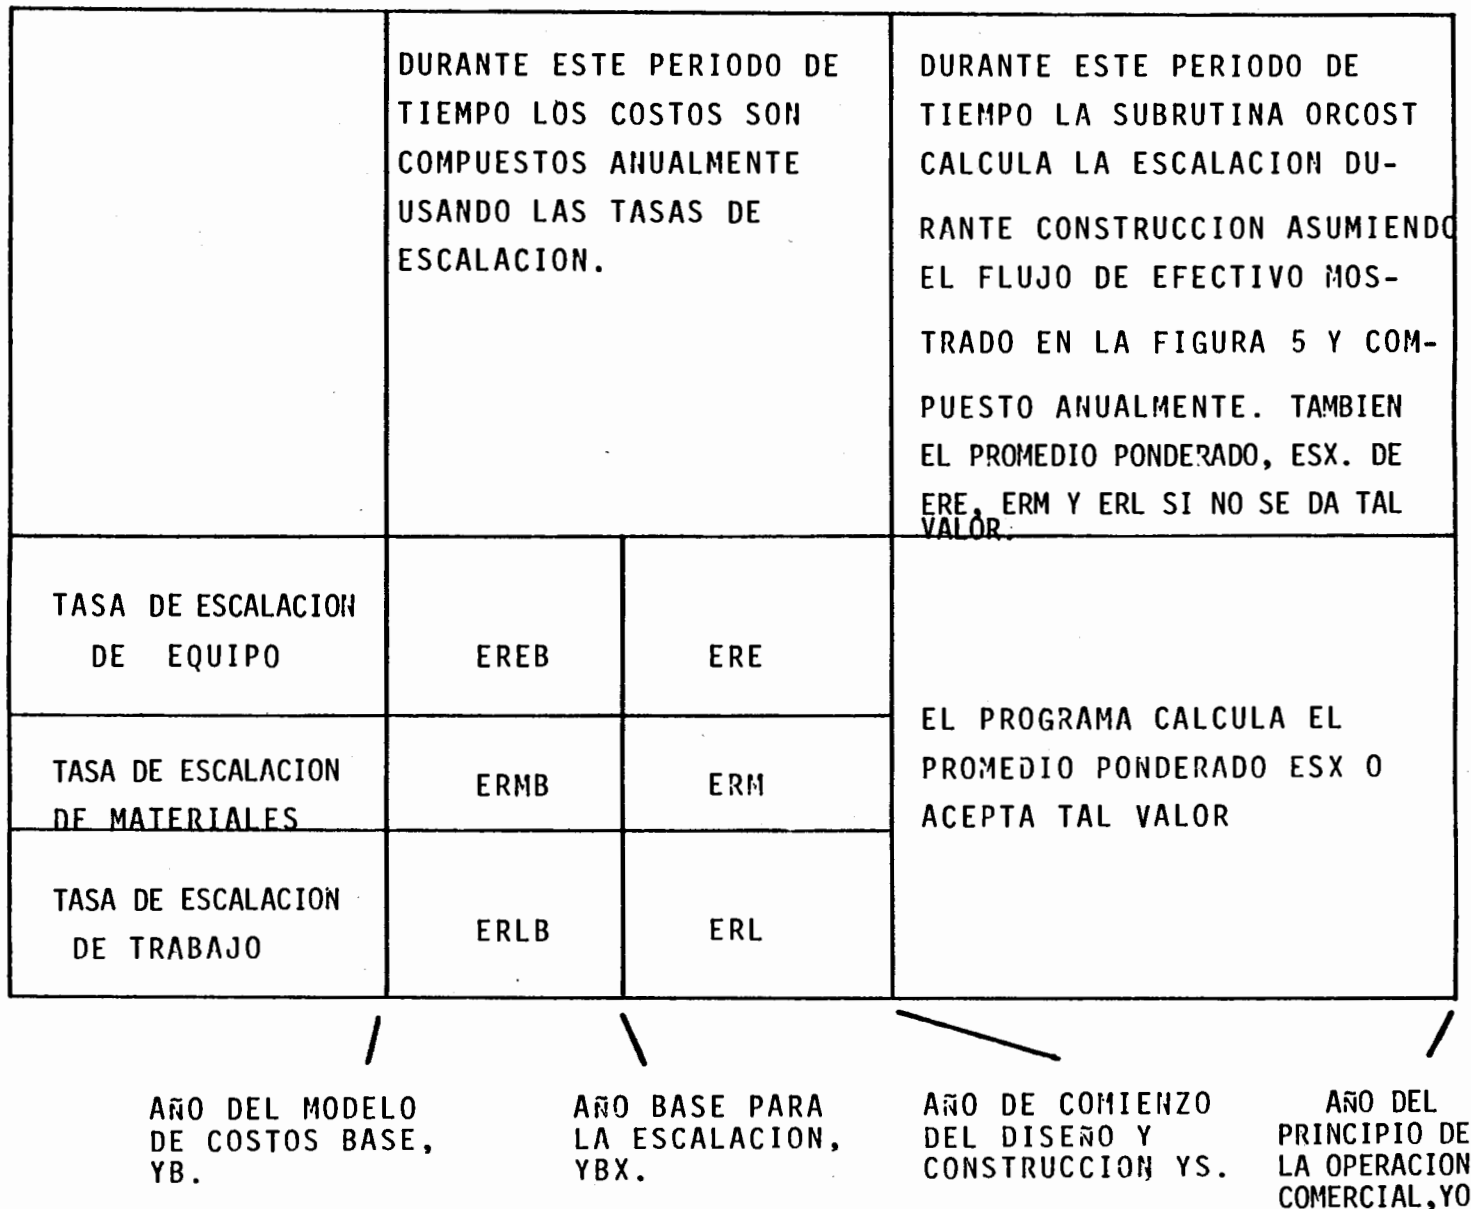 DURANTE ESTE PERIODO DE
TIEMPO LOS COSTOS SON
COMPUESTOS ANUALMENTE
USANDO LAS TASAS DE
ESCALACION.
DURANTE ESTE PERIODO DE
TIEMPO LA SUBRUTINA ORCOST
CALCULA LA ESCALACION DU-
RANTE CONSTRUCCION ASUMIENDO
EL FLUJO DE EFECTIVO MOS-
TRADO EN LA FIGURA 5 Y COM-
PUESTO ANUALMENTE. TAMBIEN
EL PROMEDIO PONDERADO, ESX. DE
ERE, ERM Y ERL SI NO SE DA TAL
VALOR.
TASA DE ESCALACION
DE EQUIPO
EREB
ERE
TASA DE ESCALACION
DE MATERIALES
ERMB
ERM
TASA DE ESCALACION
DE TRABAJO
ERLB
ERL
EL PROGRAMA CALCULA EL
PROMEDIO PONDERADO ESX O
ACEPTA TAL VALOR
AÑO DEL MODELO
DE COSTOS BASE,
YB.
AÑO BASE PARA
LA ESCALACION,
YBX.
AÑO DE COMIENZO
DEL DISEÑO Y
CONSTRUCCION YS.
AÑO DEL
PRINCIPIO DE
LA OPERACION
COMERCIAL,YO